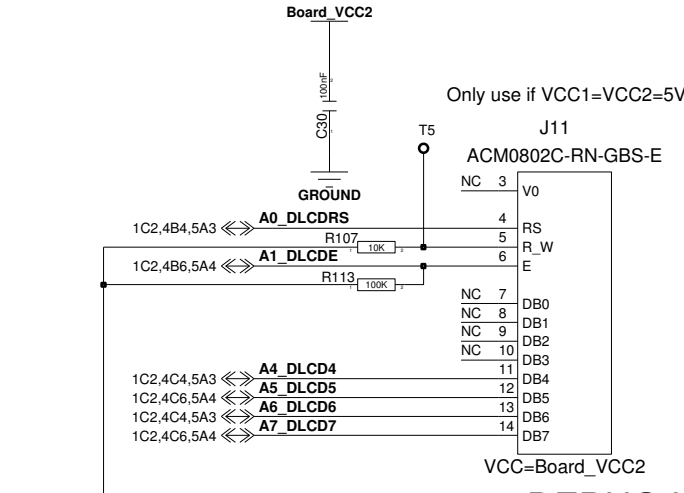 Board_VCC2
100nF
C30
GROUND
Only use if VCC1=VCC2=5V
T5
J11
ACM0802C-RN-GBS-E
NC 3 V0
1C2,4B4,5A3 A0_DLCDRS 4 RS
R107 10K 5 R_W
1C2,4B6,5A4 A1_DLCDE 6 E
R113 100K
NC 7 DB0
NC 8 DB1
NC 9 DB2
NC 10 DB3
1C2,4C4,5A3 A4_DLCD4 11 DB4
1C2,4C6,5A4 A5_DLCD5 12 DB5
1C2,4C4,5A3 A6_DLCD6 13 DB6
1C2,4C6,5A4 A7_DLCD7 14 DB7
VCC=Board_VCC2